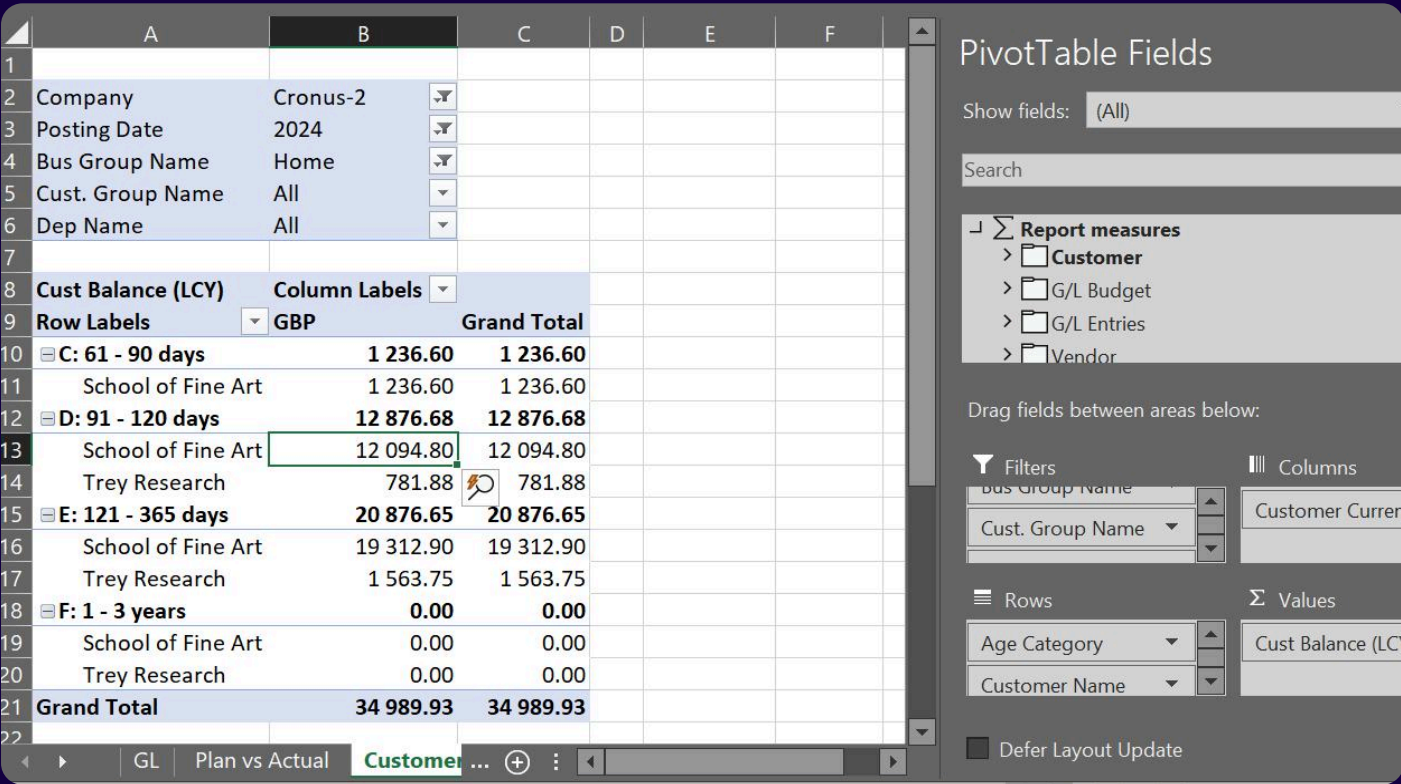 A B C D E F
1
2 Company Cronus-2
3 Posting Date 2024
4 Bus Group Name Home
5 Cust. Group Name All
6 Dep Name All
7
8 Cust Balance (LCY) Column Labels
9 Row Labels GBP Grand Total
10 C: 61 - 90 days 1 236.60 1 236.60
11 School of Fine Art 1 236.60 1 236.60
12 D: 91 - 120 days 12 876.68 12 876.68
13 School of Fine Art 12 094.80 12 094.80
14 Trey Research 781.88 781.88
15 E: 121 - 365 days 20 876.65 20 876.65
16 School of Fine Art 19 312.90 19 312.90
17 Trey Research 1 563.75 1 563.75
18 F: 1 - 3 years 0.00 0.00
19 School of Fine Art 0.00 0.00
20 Trey Research 0.00 0.00
21 Grand Total 34 989.93 34 989.93
22
GL Plan vs Actual Customer ...
PivotTable Fields
Show fields: (All)
Search
Σ Report measures
Customer
G/L Budget
G/L Entries
Vendor
Drag fields between areas below:
Filters
Bus Group Name
Cust. Group Name
Columns
Customer Curren
Rows
Age Category
Customer Name
Σ Values
Cust Balance (LCY
Defer Layout Update